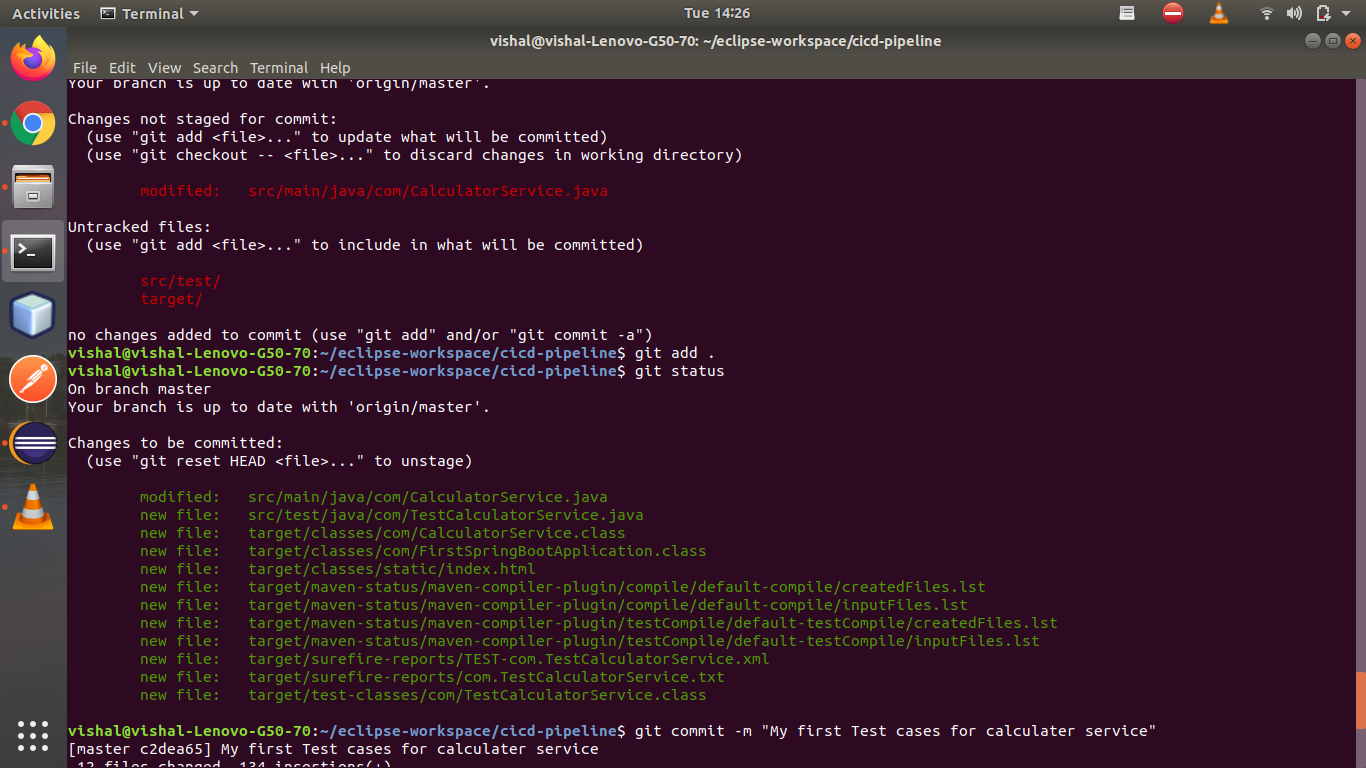 Activities Terminal Tue 14:26
vishal@vishal-Lenovo-G50-70: ~/eclipse-workspace/cicd-pipeline
File Edit View Search Terminal Help
Your branch is up to date with 'origin/master'.
Changes not staged for commit:
(use "git add <file>..." to update what will be committed)
(use "git checkout -- <file>..." to discard changes in working directory)
modified: src/main/java/com/CalculatorService.java
Untracked files:
(use "git add <file>..." to include in what will be committed)
src/test/
target/
no changes added to commit (use "git add" and/or "git commit -a")
vishal@vishal-Lenovo-G50-70:~/eclipse-workspace/cicd-pipeline$ git add .
vishal@vishal-Lenovo-G50-70:~/eclipse-workspace/cicd-pipeline$ git status
On branch master
Your branch is up to date with 'origin/master'.
Changes to be committed:
(use "git reset HEAD <file>..." to unstage)
modified: src/main/java/com/CalculatorService.java
new file: src/test/java/com/TestCalculatorService.java
new file: target/classes/com/CalculatorService.class
new file: target/classes/com/FirstSpringBootApplication.class
new file: target/classes/static/index.html
new file: target/maven-status/maven-compiler-plugin/compile/default-compile/createdFiles.lst
new file: target/maven-status/maven-compiler-plugin/compile/default-compile/inputFiles.lst
new file: target/maven-status/maven-compiler-plugin/testCompile/default-testCompile/createdFiles.lst
new file: target/maven-status/maven-compiler-plugin/testCompile/default-testCompile/inputFiles.lst
new file: target/surefire-reports/TEST-com.TestCalculatorService.xml
new file: target/surefire-reports/com.TestCalculatorService.txt
new file: target/test-classes/com/TestCalculatorService.class
vishal@vishal-Lenovo-G50-70:~/eclipse-workspace/cicd-pipeline$ git commit -m "My first Test cases for calculater service"
[master c2dea65] My first Test cases for calculater service
12 files changed, 134 insertions(+)